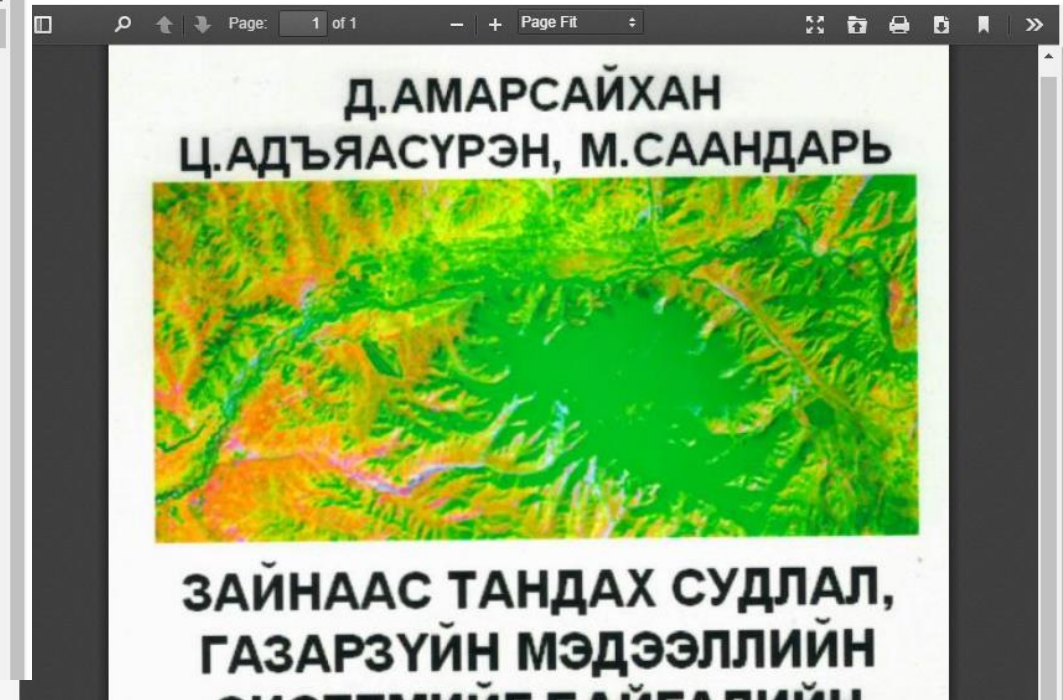 Page: 1 of 1
Page Fit
Д.АМАРСАЙХАН
Ц.АДЪЯАСҮРЭН, М.СААНДАРЬ
ЗАЙНААС ТАНДАХ СУДЛАЛ,
ГАЗАРЗҮЙН МЭДЭЭЛЛИЙН